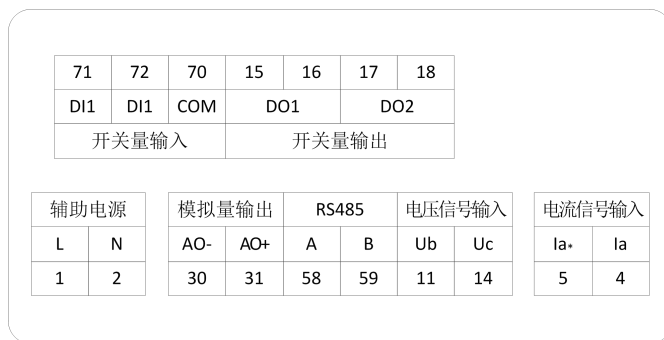 71 72 70 15 16 17 18
DI1 DI1 COM DO1 DO2
开关量输入 开关量输出
辅助电源 模拟量输出 RS485 电压信号输入 电流信号输入
L N AO- AO+ A B Ub Uc Ia* Ia
1 2 30 31 58 59 11 14 5 4